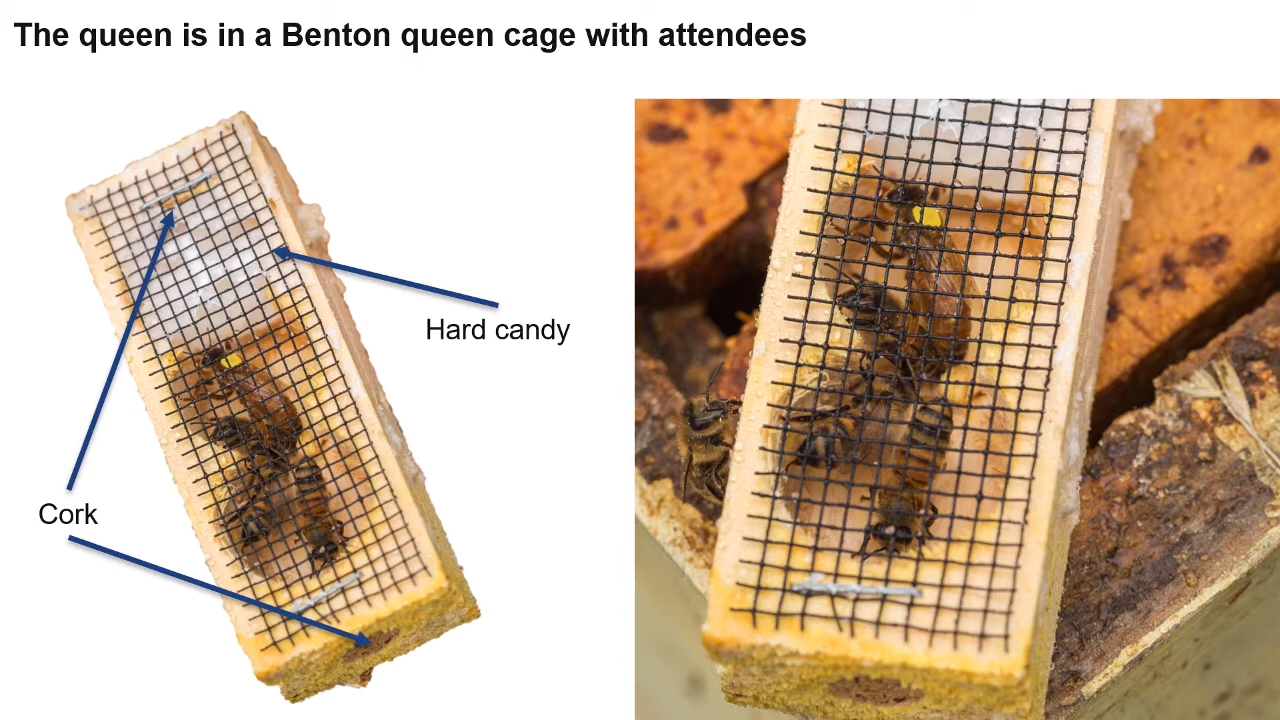 The queen is in a Benton queen cage with attendees
Hard candy
Cork